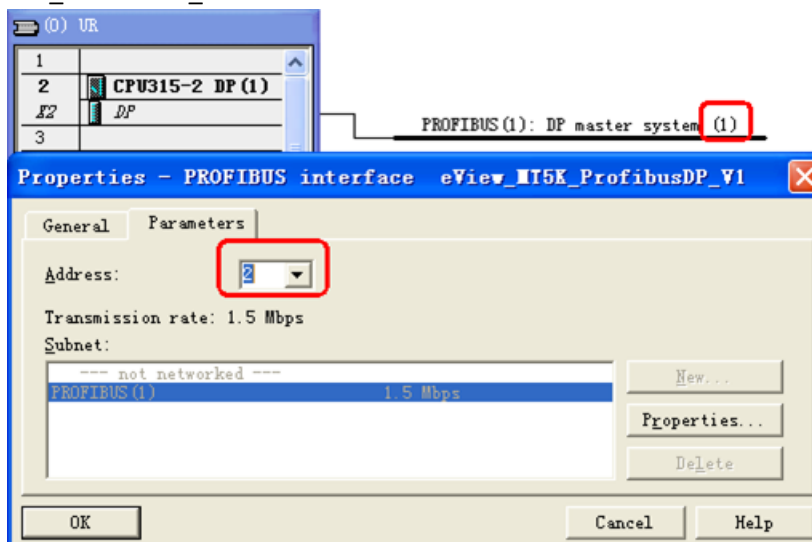 (0) UR
1
2 CPU315-2 DP(1)
X2 DP
3
PROFIBUS(1): DP master system (1)
Properties - PROFIBUS interface eView_MT5K_ProfibusDP_V1
General Parameters
Address: 2
Transmission rate: 1.5 Mbps
Subnet:
--- not networked ---
PROFIBUS(1) 1.5 Mbps
New...
Properties...
Delete
OK Cancel Help